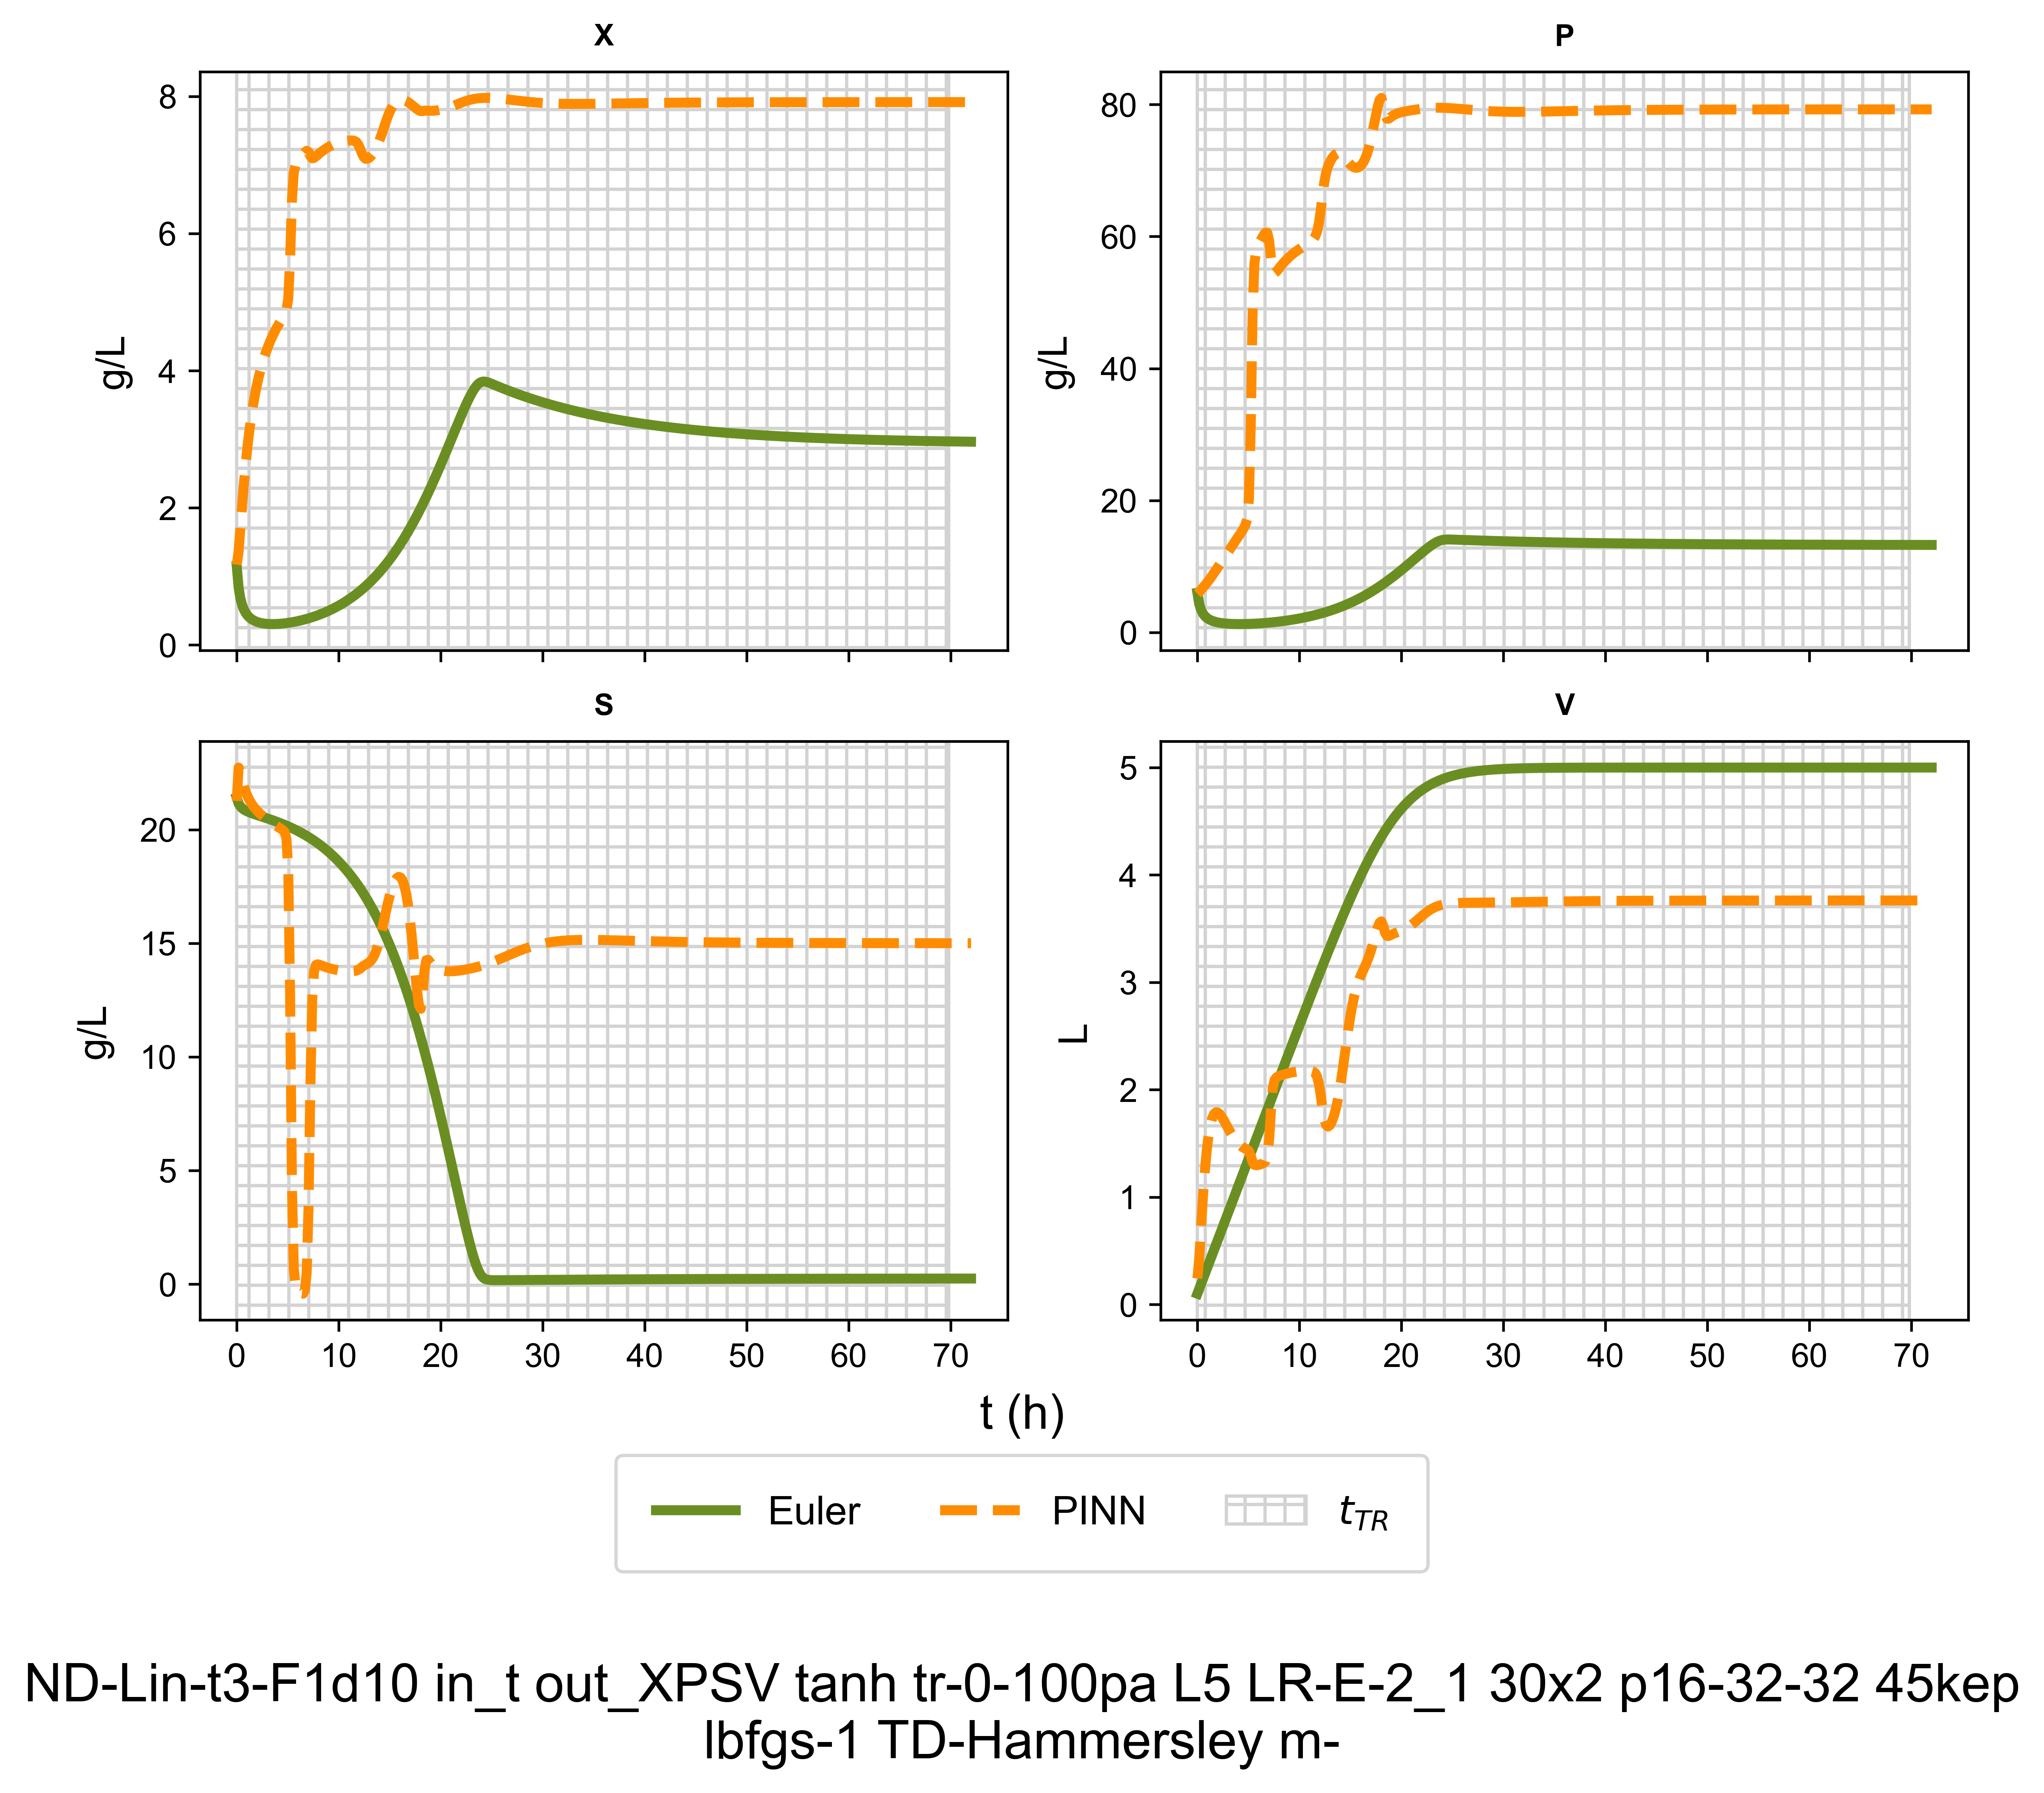 X
8
6
4
2
0
g/L
P
80
60
40
20
0
g/L
S
20
15
10
5
0
g/L
0 10 20 30 40 50 60 70
V
5
4
3
2
1
0
L
0 10 20 30 40 50 60 70
t (h)
Euler PINN t_TR
ND-Lin-t3-F1d10 in_t out_XPSV tanh tr-0-100pa L5 LR-E-2_1 30x2 p16-32-32 45kep
lbfgs-1 TD-Hammersley m-